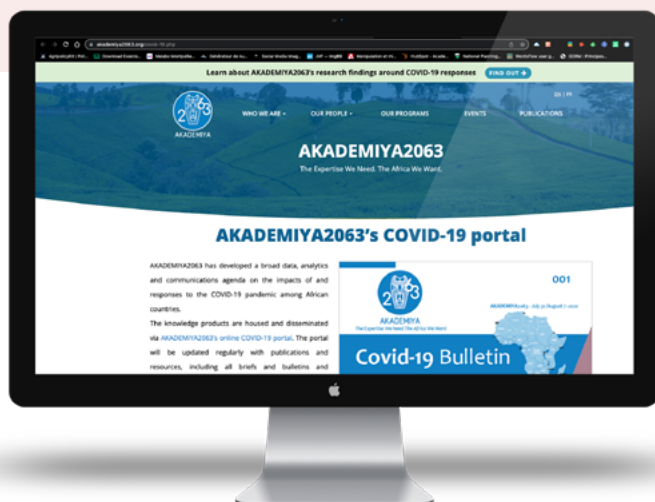 akademiya2063.org/covid-19.php
Learn about AKADEMIYA2063's research findings around COVID-19 responses FIND OUT →
EN | FR
2063
AKADEMIYA
WHO WE ARE OUR PEOPLE OUR PROGRAMS EVENTS PUBLICATIONS
AKADEMIYA2063
The Expertise We Need. The Africa We Want.
AKADEMIYA2063's COVID-19 portal
AKADEMIYA2063 has developed a broad data, analytics
and communications agenda on the impacts of and
responses to the COVID-19 pandemic among African
countries.
The knowledge products are housed and disseminated
via AKADEMIYA2063's online COVID-19 portal. The portal
will be updated regularly with publications and
resources, including all briefs and bulletins and
2063
AKADEMIYA
The Expertise We Need The Africa We Want
001
Covid-19 Bulletin